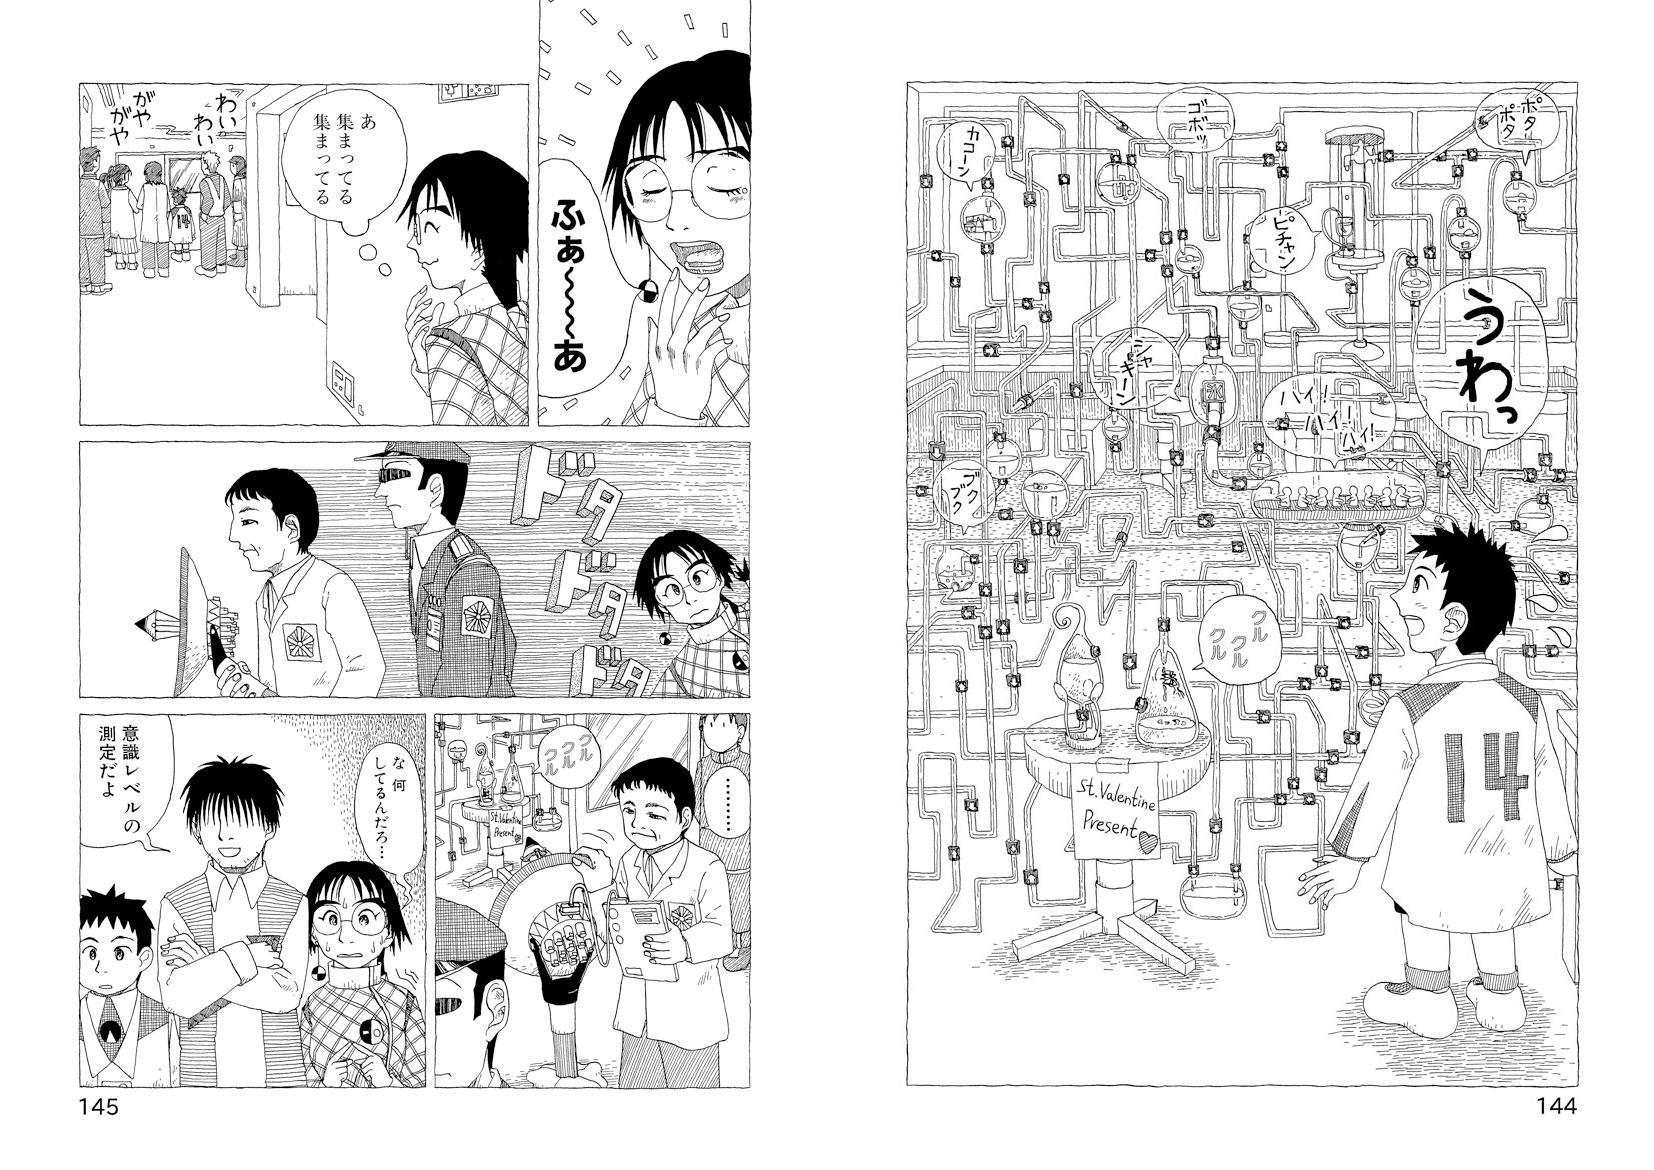 ポタ
ポタ
ゴボッ
カコーン
ピチャン
うわっ
シャ
キーン
水
ハイ!
ハイ!
ハイ!
ブク
ブク
クル
クル
クル
St.Valentine
Present
14
144
ふぁ〜〜〜〜あ
あ
集まってる
集まってる
わい
わい
がや
がや
14
ドタ
ドタ
ドタ
………
クル
クル
クル
St.Valentine
Present
な 何
してるんだろ…
意識レベルの
測定だよ
145